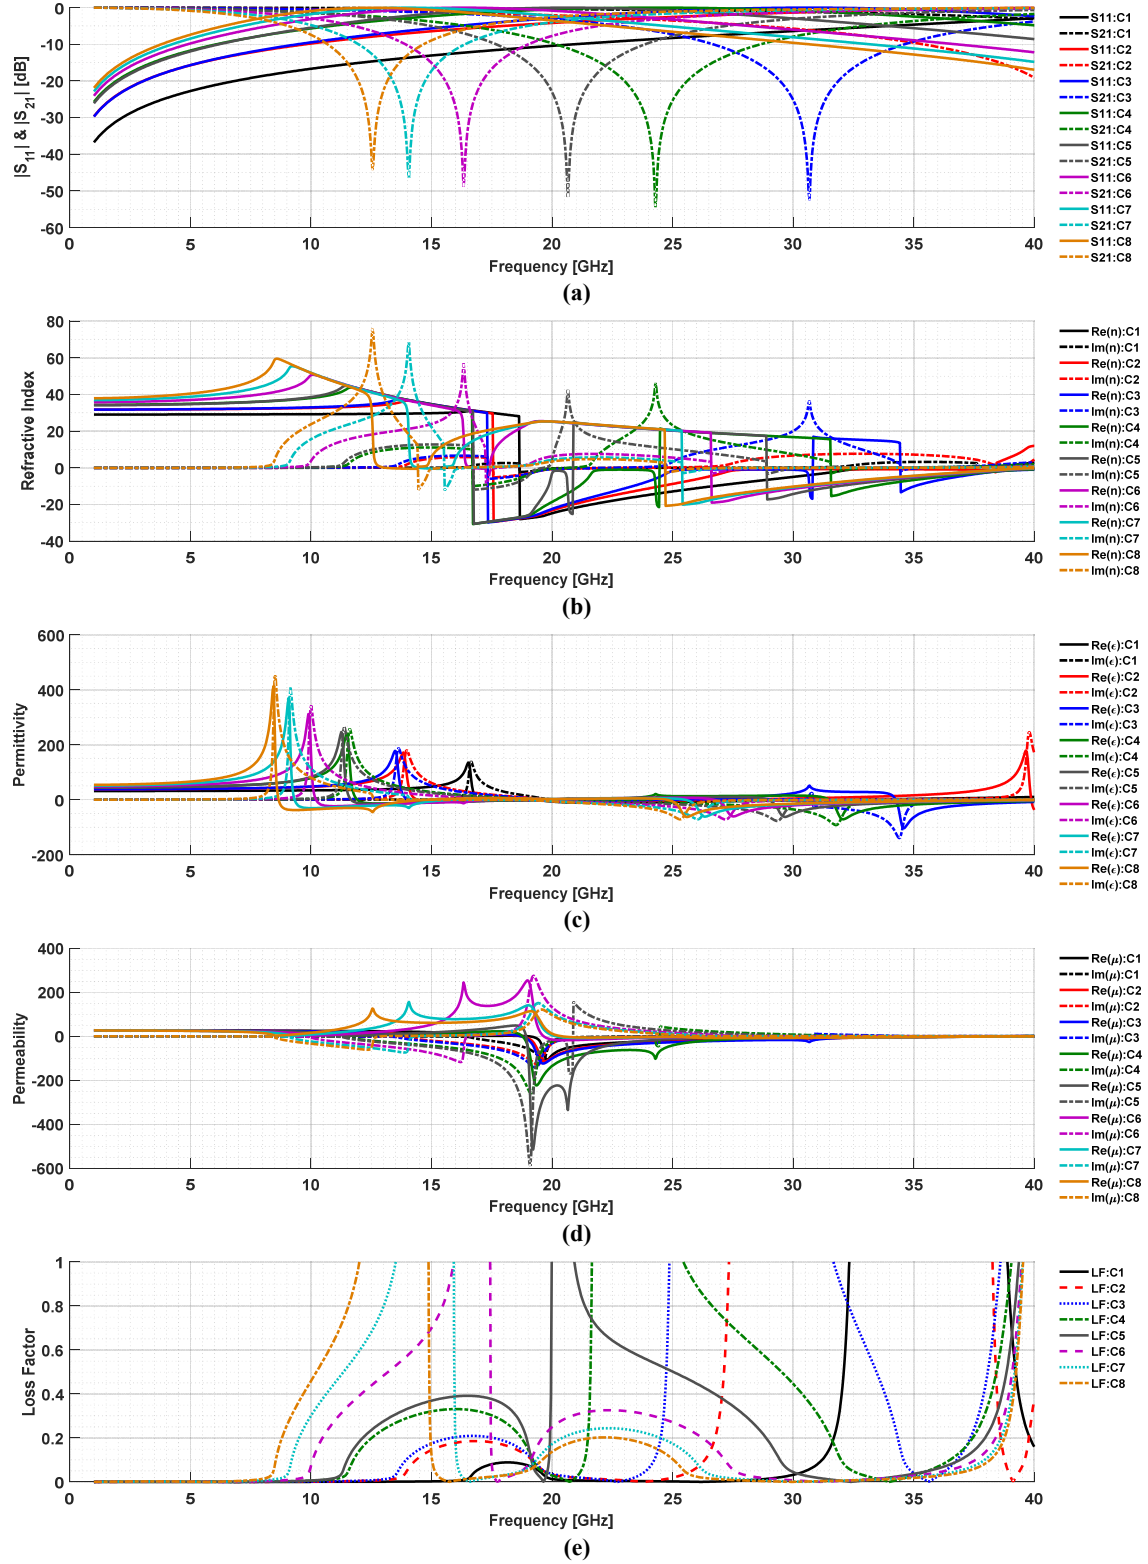 |S11| & |S21| [dB]
0
-10
-20
-30
-40
-50
-60
0 5 10 15 20 25 30 35 40
Frequency [GHz]
S11:C1
S21:C1
S11:C2
S21:C2
S11:C3
S21:C3
S11:C4
S21:C4
S11:C5
S21:C5
S11:C6
S21:C6
S11:C7
S21:C7
S11:C8
S21:C8
(a)
Refractive Index
80
60
40
20
0
-20
-40
0 5 10 15 20 25 30 35 40
Frequency [GHz]
Re(n):C1
Im(n):C1
Re(n):C2
Im(n):C2
Re(n):C3
Im(n):C3
Re(n):C4
Im(n):C4
Re(n):C5
Im(n):C5
Re(n):C6
Im(n):C6
Re(n):C7
Im(n):C7
Re(n):C8
Im(n):C8
(b)
Permittivity
600
400
200
0
-200
0 5 10 15 20 25 30 35 40
Frequency [GHz]
Re(ϵ):C1
Im(ϵ):C1
Re(ϵ):C2
Im(ϵ):C2
Re(ϵ):C3
Im(ϵ):C3
Re(ϵ):C4
Im(ϵ):C4
Re(ϵ):C5
Im(ϵ):C5
Re(ϵ):C6
Im(ϵ):C6
Re(ϵ):C7
Im(ϵ):C7
Re(ϵ):C8
Im(ϵ):C8
(c)
Permeability
400
200
0
-200
-400
-600
0 5 10 15 20 25 30 35 40
Frequency [GHz]
Re(μ):C1
Im(μ):C1
Re(μ):C2
Im(μ):C2
Re(μ):C3
Im(μ):C3
Re(μ):C4
Im(μ):C4
Re(μ):C5
Im(μ):C5
Re(μ):C6
Im(μ):C6
Re(μ):C7
Im(μ):C7
Re(μ):C8
Im(μ):C8
(d)
Loss Factor
1
0.8
0.6
0.4
0.2
0
0 5 10 15 20 25 30 35 40
Frequency [GHz]
LF:C1
LF:C2
LF:C3
LF:C4
LF:C5
LF:C6
LF:C7
LF:C8
(e)